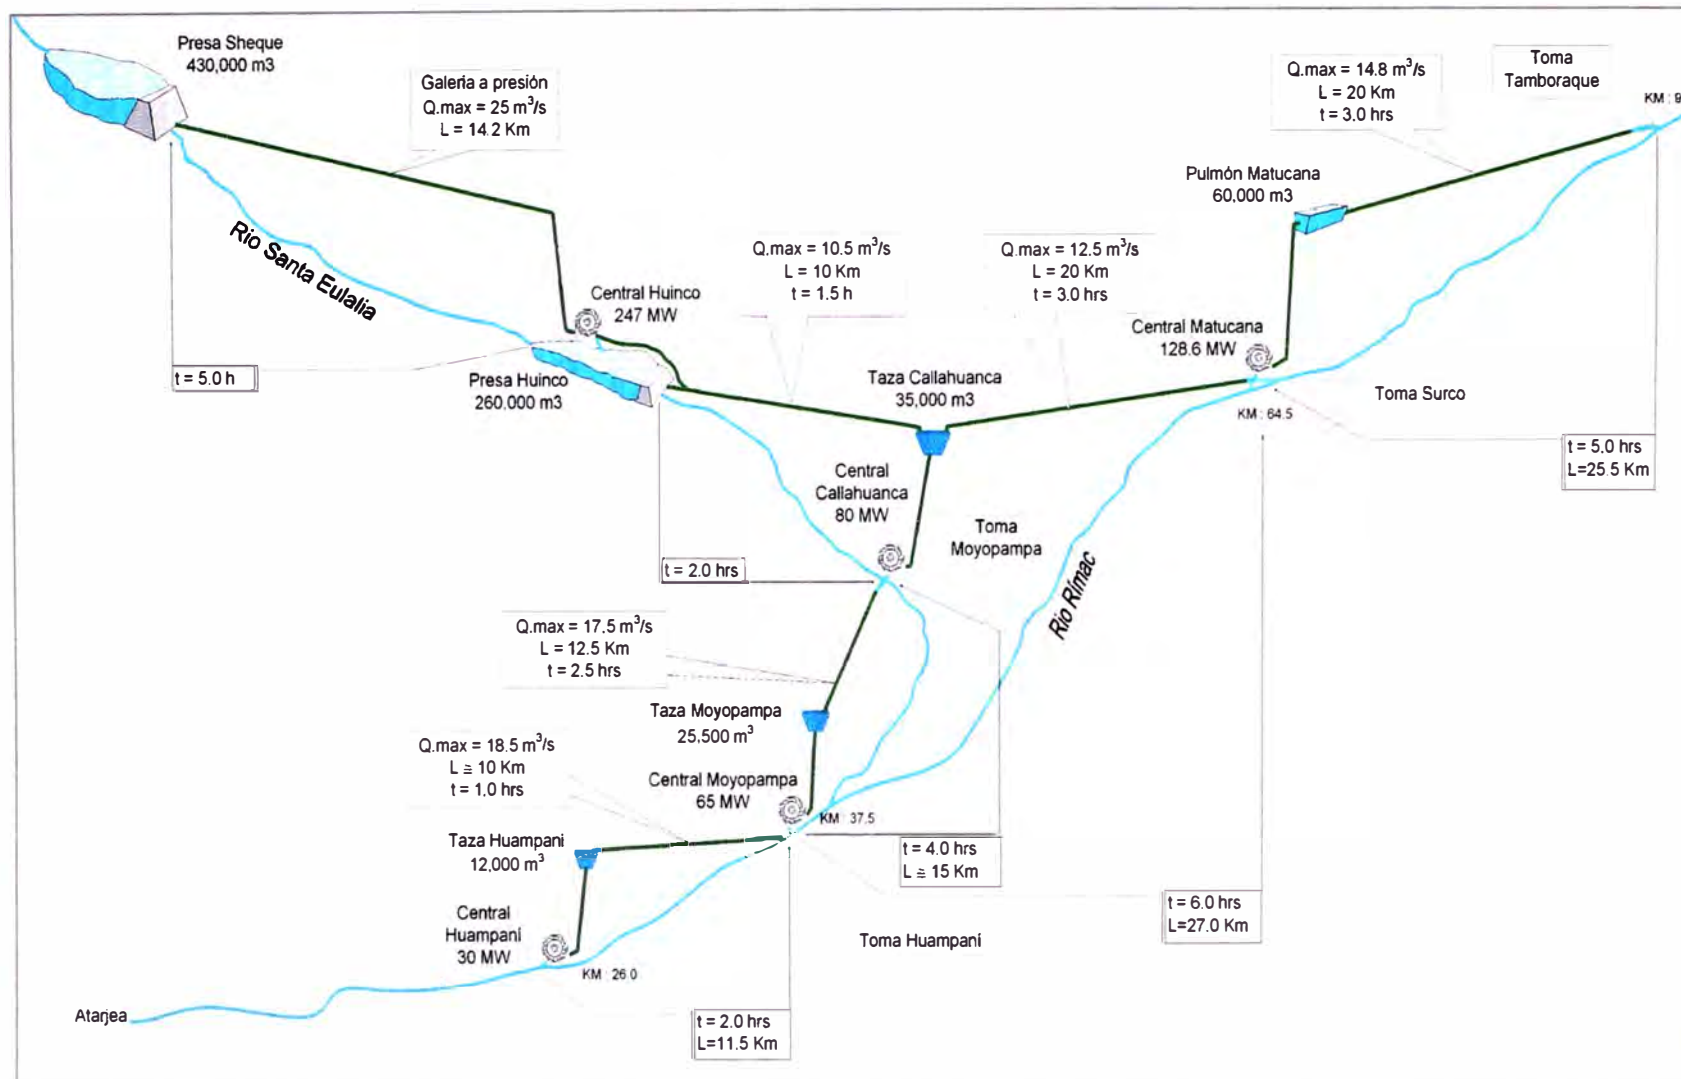 Presa Sheque
430,000 m3
Galería a presión
Q.max = 25 m³/s
L = 14.2 Km
Q.max = 14.8 m³/s
L = 20 Km
t = 3.0 hrs
Toma
Tamboraque
KM : 9
Pulmón Matucana
60,000 m3
Rio Santa Eulalia
Q.max = 10.5 m³/s
L = 10 Km
t = 1.5 h
Q.max = 12.5 m³/s
L = 20 Km
t = 3.0 hrs
Central Huinco
247 MW
Central Matucana
128.6 MW
t = 5.0 h
Presa Huinco
260.000 m3
Taza Callahuanca
35,000 m3
Toma Surco
KM : 64.5
t = 5.0 hrs
L=25.5 Km
Central
Callahuanca
80 MW
Toma
Moyopampa
t = 2.0 hrs
Rio Rímac
Q.max = 17.5 m³/s
L = 12.5 Km
t = 2.5 hrs
Taza Moyopampa
25,500 m³
Q.max = 18.5 m³/s
L ≅ 10 Km
t = 1.0 hrs
Central Moyopampa
65 MW
KM : 37.5
Taza Huampani
12,000 m³
t = 4.0 hrs
L ≅ 15 Km
t = 6.0 hrs
L=27.0 Km
Central
Huampaní
30 MW
Toma Huampaní
KM : 26.0
Atarjea
t = 2.0 hrs
L=11.5 Km